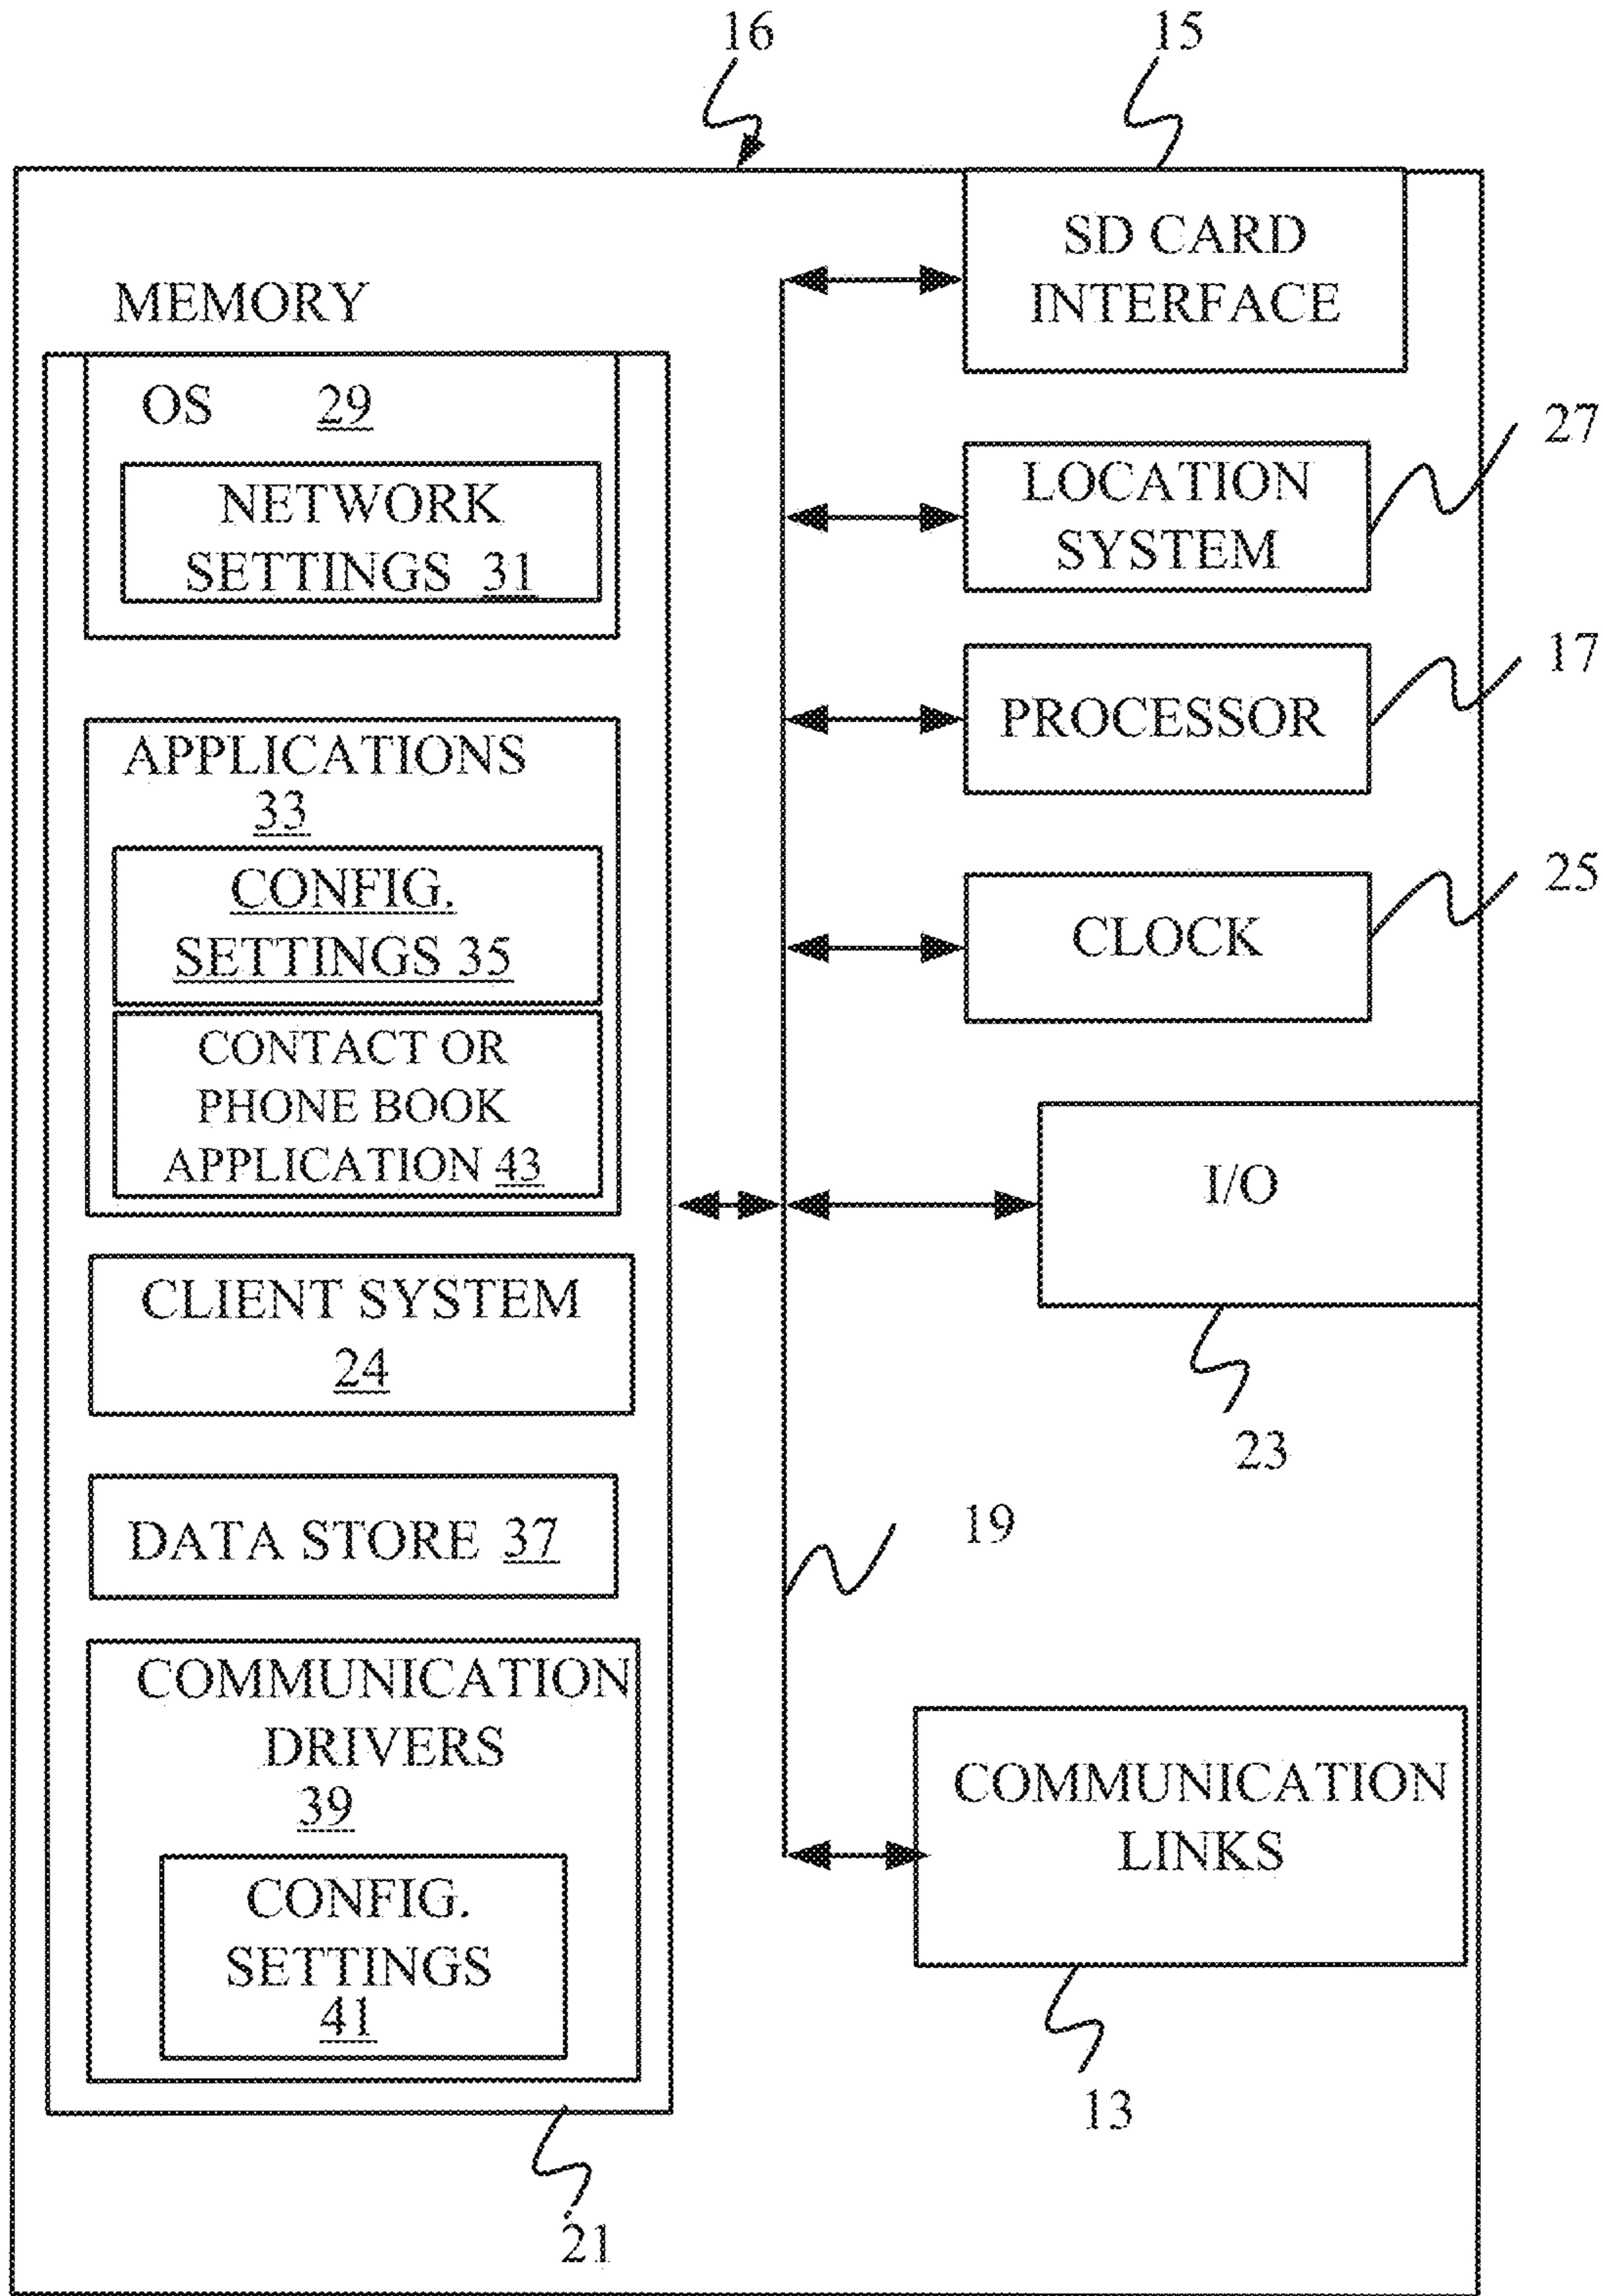 16
15
SD CARD
INTERFACE
MEMORY
OS 29
NETWORK
SETTINGS 31
27
LOCATION
SYSTEM
17
PROCESSOR
APPLICATIONS
33
CONFIG.
SETTINGS 35
25
CLOCK
CONTACT OR
PHONE BOOK
APPLICATION 43
I/O
CLIENT SYSTEM
24
23
DATA STORE 37
19
COMMUNICATION
DRIVERS
39
CONFIG.
SETTINGS
41
COMMUNICATION
LINKS
13
21